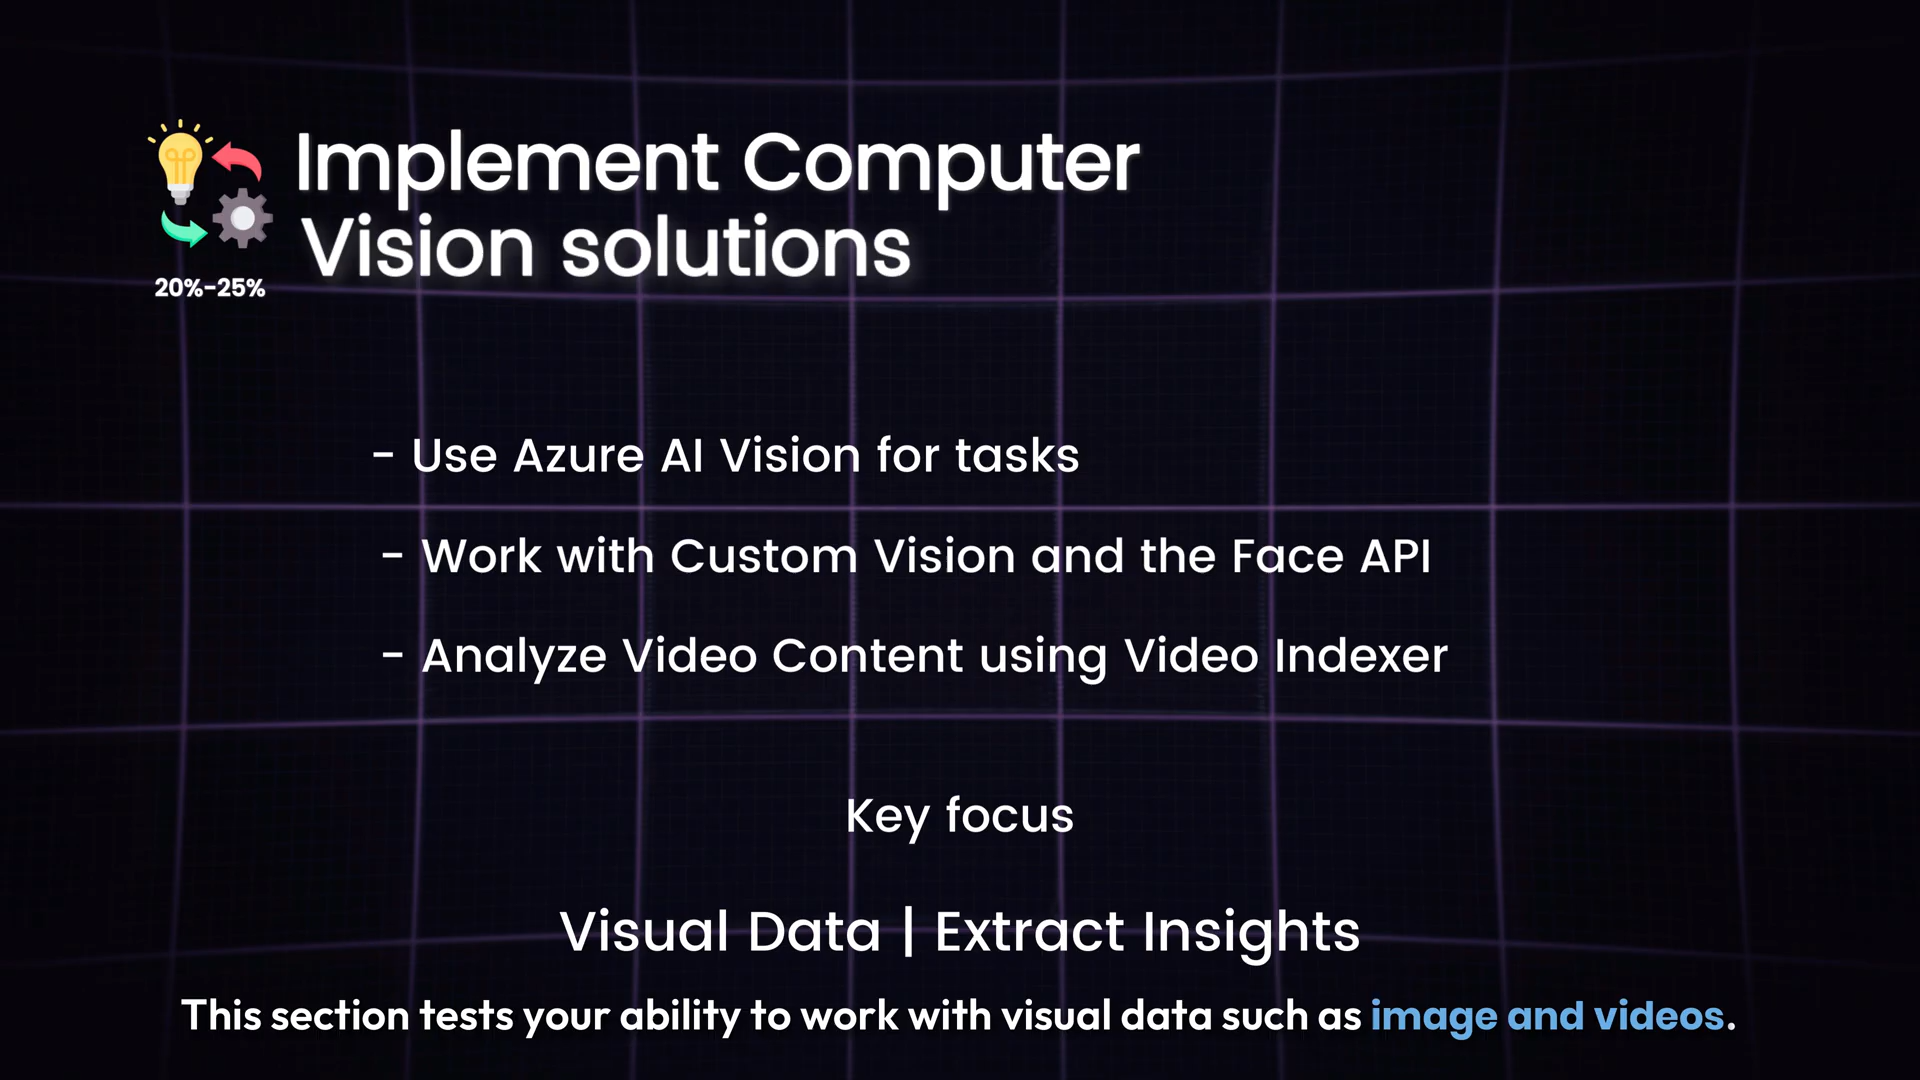 Implement Computer
Vision solutions
20%-25%
- Use Azure AI Vision for tasks
- Work with Custom Vision and the Face API
- Analyze Video Content using Video Indexer
Key focus
Visual Data | Extract Insights
This section tests your ability to work with visual data such as image and videos.